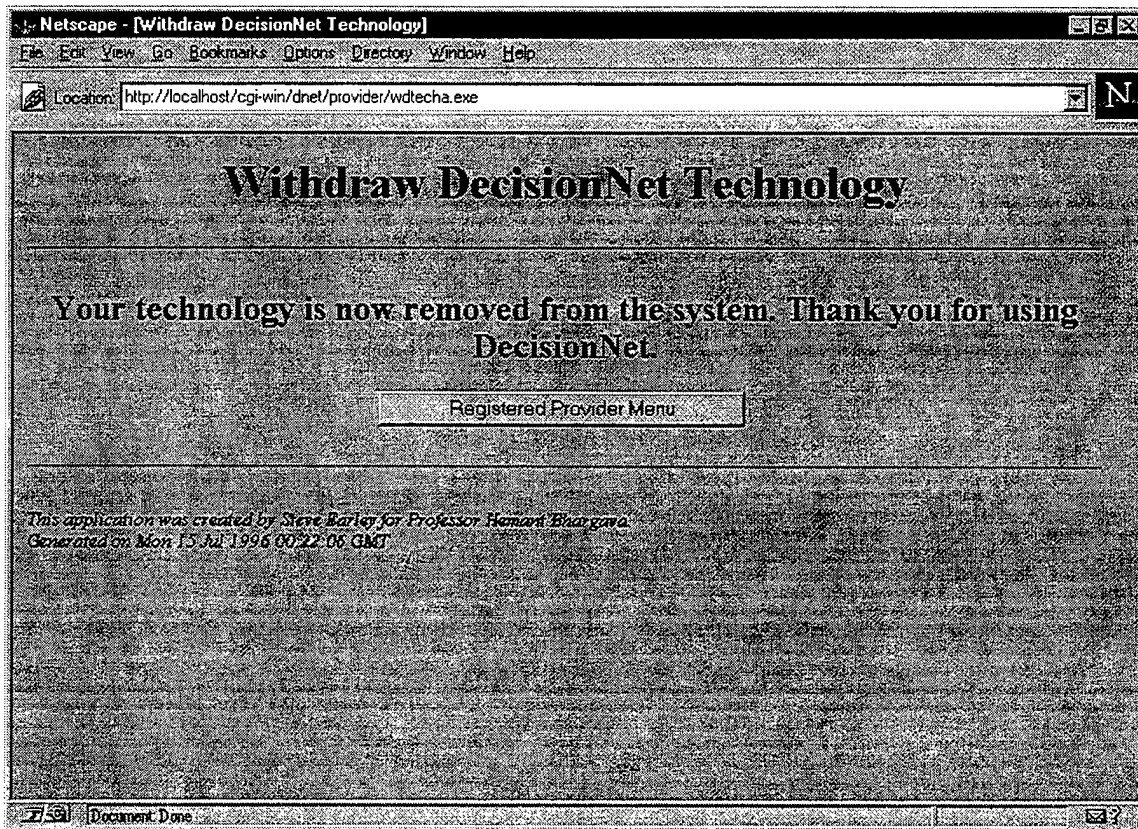 Netscape - [Withdraw DecisionNet Technology]
File Edit View Go Bookmarks Options Directory Window Help
Location: http://localhost/cgi-win/dnet/provider/wdtecha.exe
N
Withdraw DecisionNet Technology
Your technology is now removed from the system. Thank you for using
DecisionNet.
Registered Provider Menu
This application was created by Steve Barley for Professor Hemant Bhargava
Generated on Mon 15 Jul 1996 00:22:06 GMT
Document: Done
?